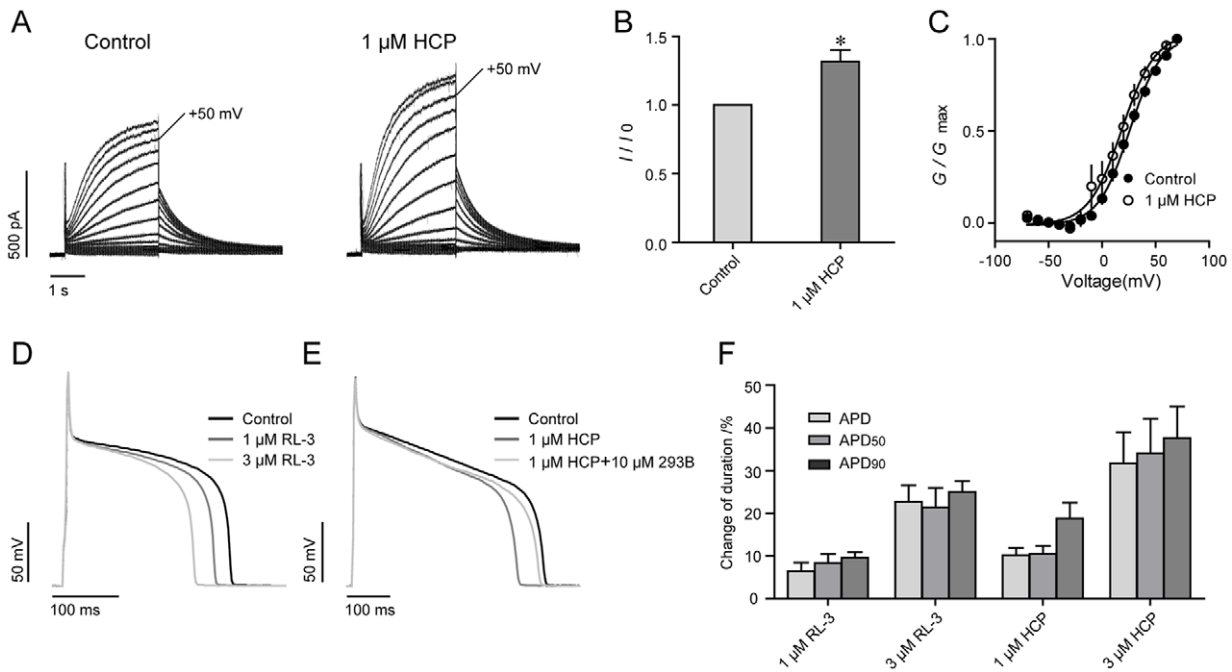 A
Control
1 µM HCP
+50 mV
+50 mV
500 pA
1 s
B
1.5
1.0
0.5
0.0
I / I 0
*
Control
1 µM HCP
C
1.0
0.5
0.0
G / G max
Control
1 µM HCP
-100
-50
0
50
100
Voltage(mV)
D
Control
1 µM RL-3
3 µM RL-3
50 mV
100 ms
E
Control
1 µM HCP
1 µM HCP+10 µM 293B
50 mV
100 ms
F
50
40
30
20
10
0
Change of duration /%
APD
APD50
APD90
1 µM RL-3
3 µM RL-3
1 µM HCP
3 µM HCP